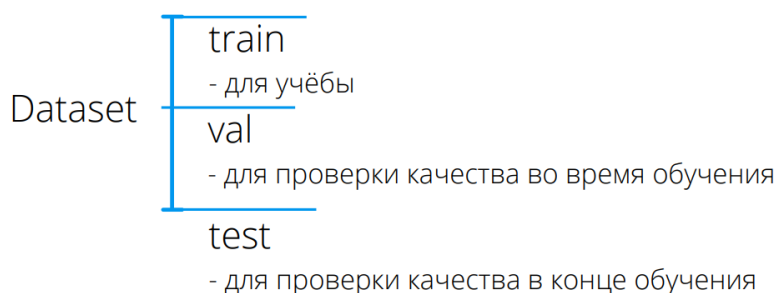 train
- для учёбы
Dataset
val
- для проверки качества во время обучения
test
- для проверки качества в конце обучения